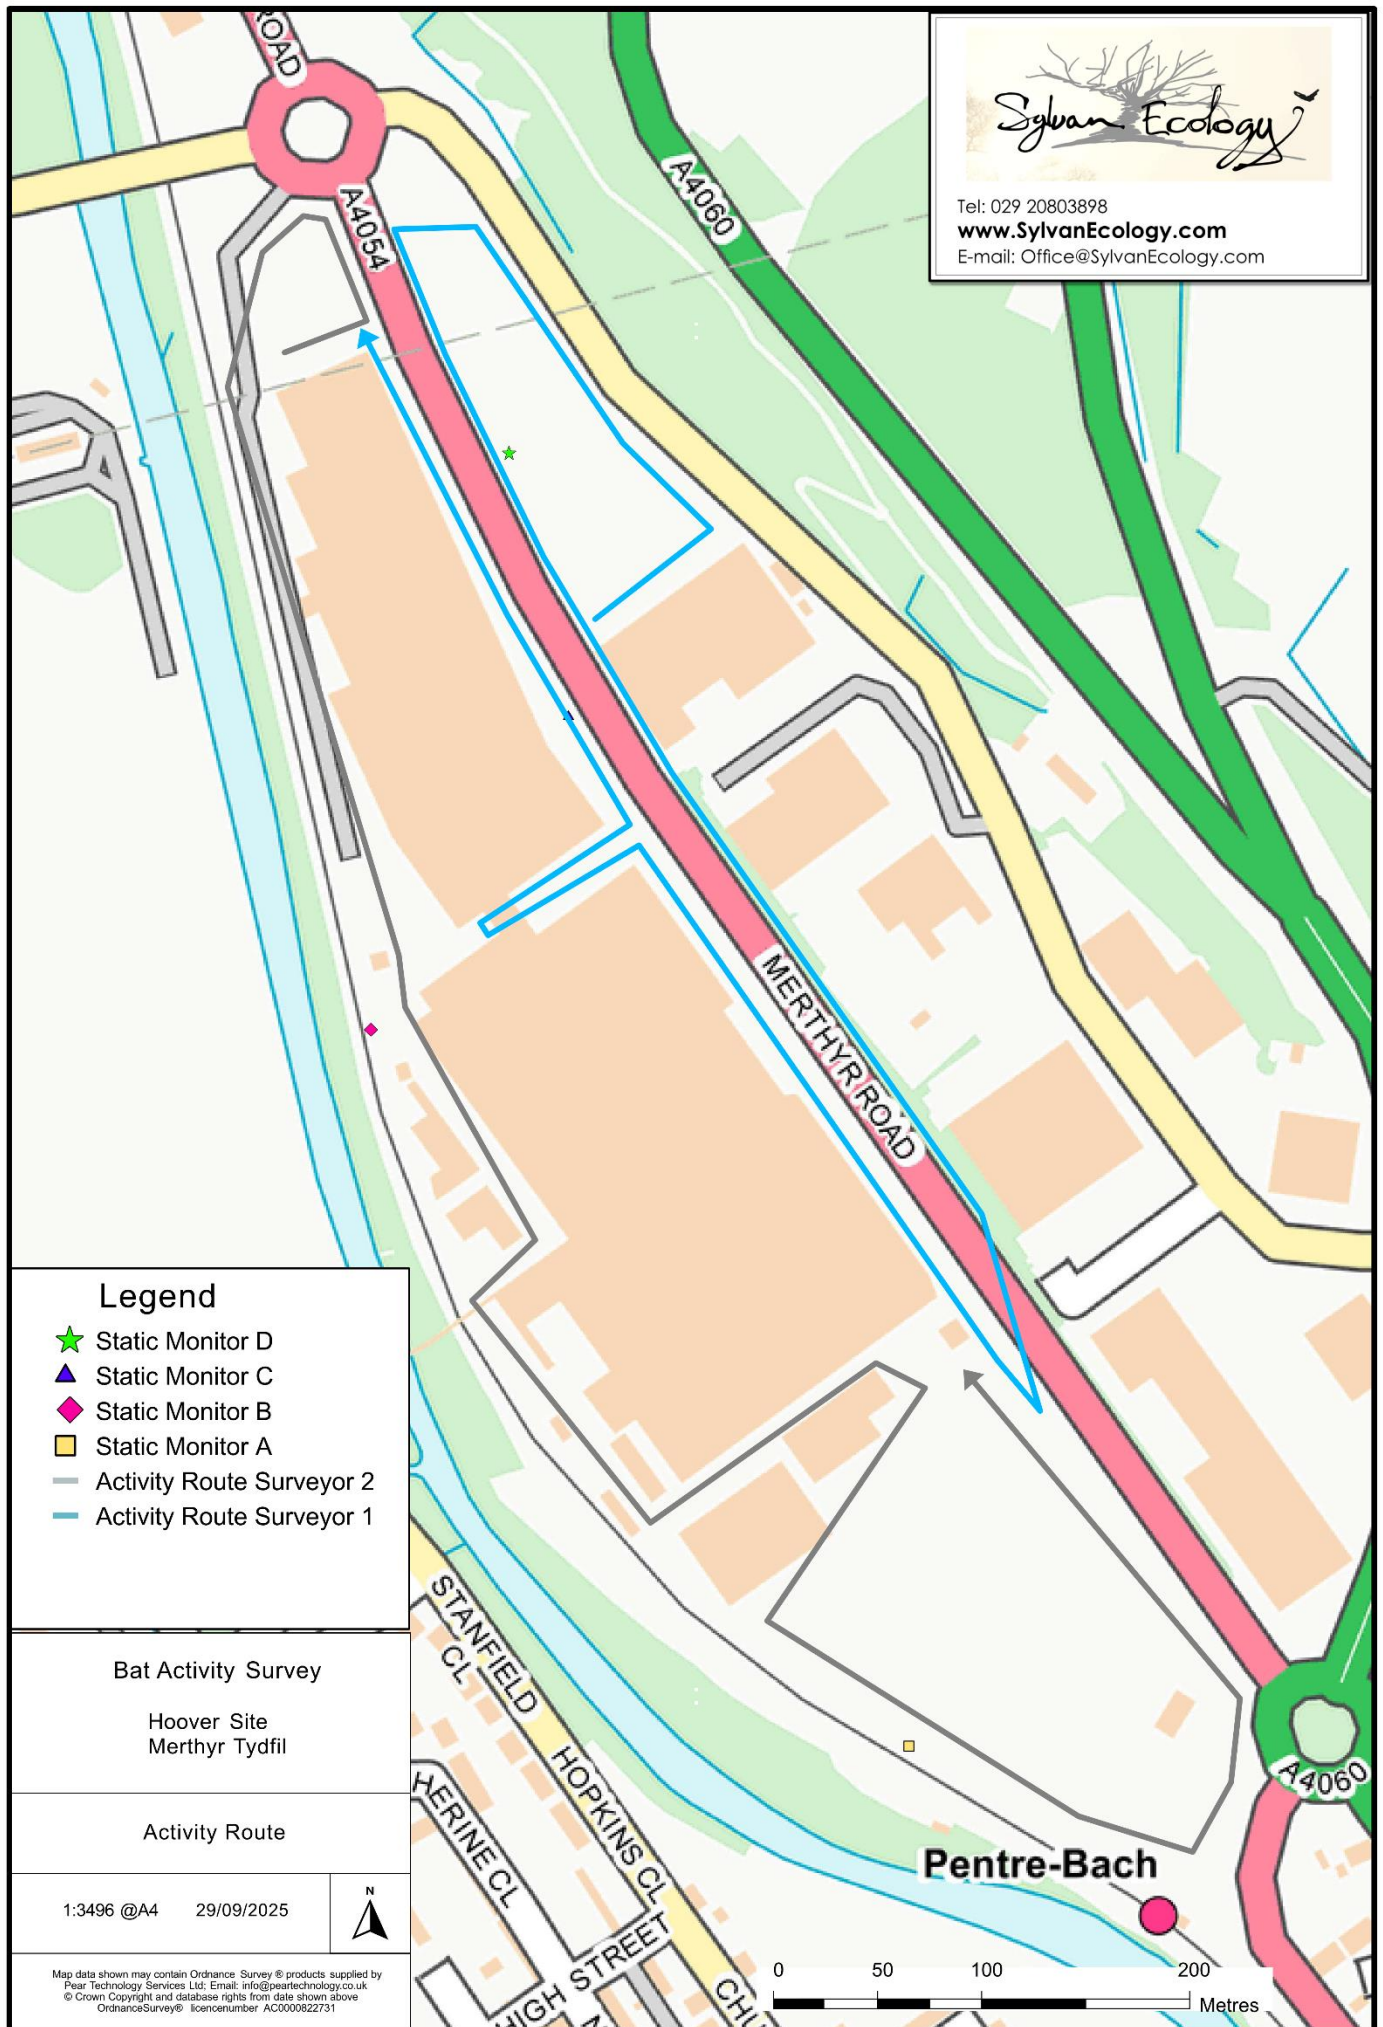 ROAD
A4054
A4060
Sylvan Ecology
Tel: 029 20803898
www.SylvanEcology.com
E-mail: Office@SylvanEcology.com
MERTHYR ROAD
Legend
Static Monitor D
Static Monitor C
Static Monitor B
Static Monitor A
Activity Route Surveyor 2
Activity Route Surveyor 1
STANFIELD
CL
HOPKINS CL
HERINE CL
HIGH STREET
CHU
A4060
Pentre-Bach
Bat Activity Survey
Hoover Site
Merthyr Tydfil
Activity Route
1:3496 @A4 29/09/2025
N
Map data shown may contain Ordnance Survey ® products supplied by
Pear Technology Services Ltd; Email: info@peartechnology.co.uk
© Crown Copyright and database rights from date shown above
OrdnanceSurvey® licencenumber AC0000822731
0 50 100 200
Metres